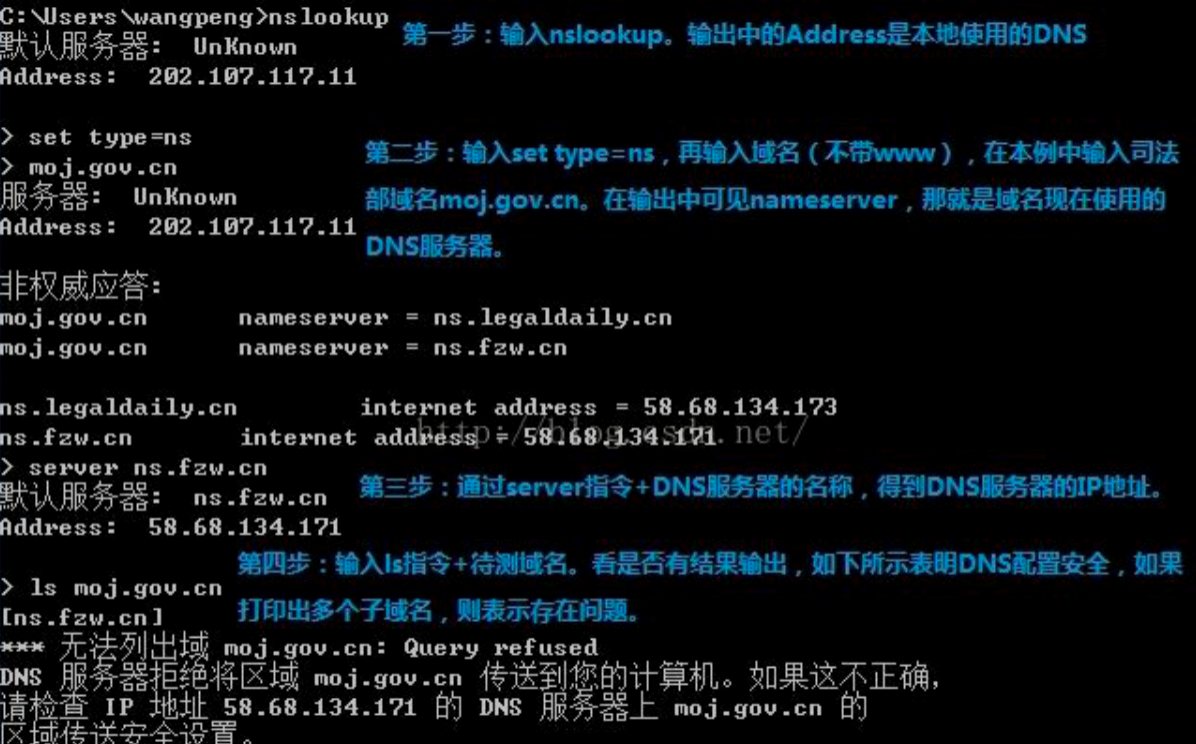 C:\Users\wangpeng>nslookup
第一步：输入nslookup。输出中的Address是本地使用的DNS
默认服务器:  UnKnown
Address:  202.107.117.11
> set type=ns
> moj.gov.cn
第二步：输入set type=ns，再输入域名（不带www），在本例中输入司法
部域名moj.gov.cn。在输出中可见nameserver，那就是域名现在使用的
DNS服务器。
服务器:  UnKnown
Address:  202.107.117.11
非权威应答:
moj.gov.cn      nameserver = ns.legaldaily.cn
moj.gov.cn      nameserver = ns.fzw.cn
ns.legaldaily.cn        internet address = 58.68.134.173
ns.fzw.cn       internet address = 58.68.134.171
http://blog.csdn.net/
> server ns.fzw.cn
第三步：通过server指令+DNS服务器的名称，得到DNS服务器的IP地址。
默认服务器:  ns.fzw.cn
Address:  58.68.134.171
第四步：输入ls指令+待测域名。看是否有结果输出，如下所示表明DNS配置安全，如果
打印出多个子域名，则表示存在问题。
> ls moj.gov.cn
[ns.fzw.cn]
*** 无法列出域 moj.gov.cn: Query refused
DNS 服务器拒绝将区域 moj.gov.cn 传送到您的计算机。如果这不正确，
请检查 IP 地址 58.68.134.171 的 DNS 服务器上 moj.gov.cn 的
区域传送安全设置。